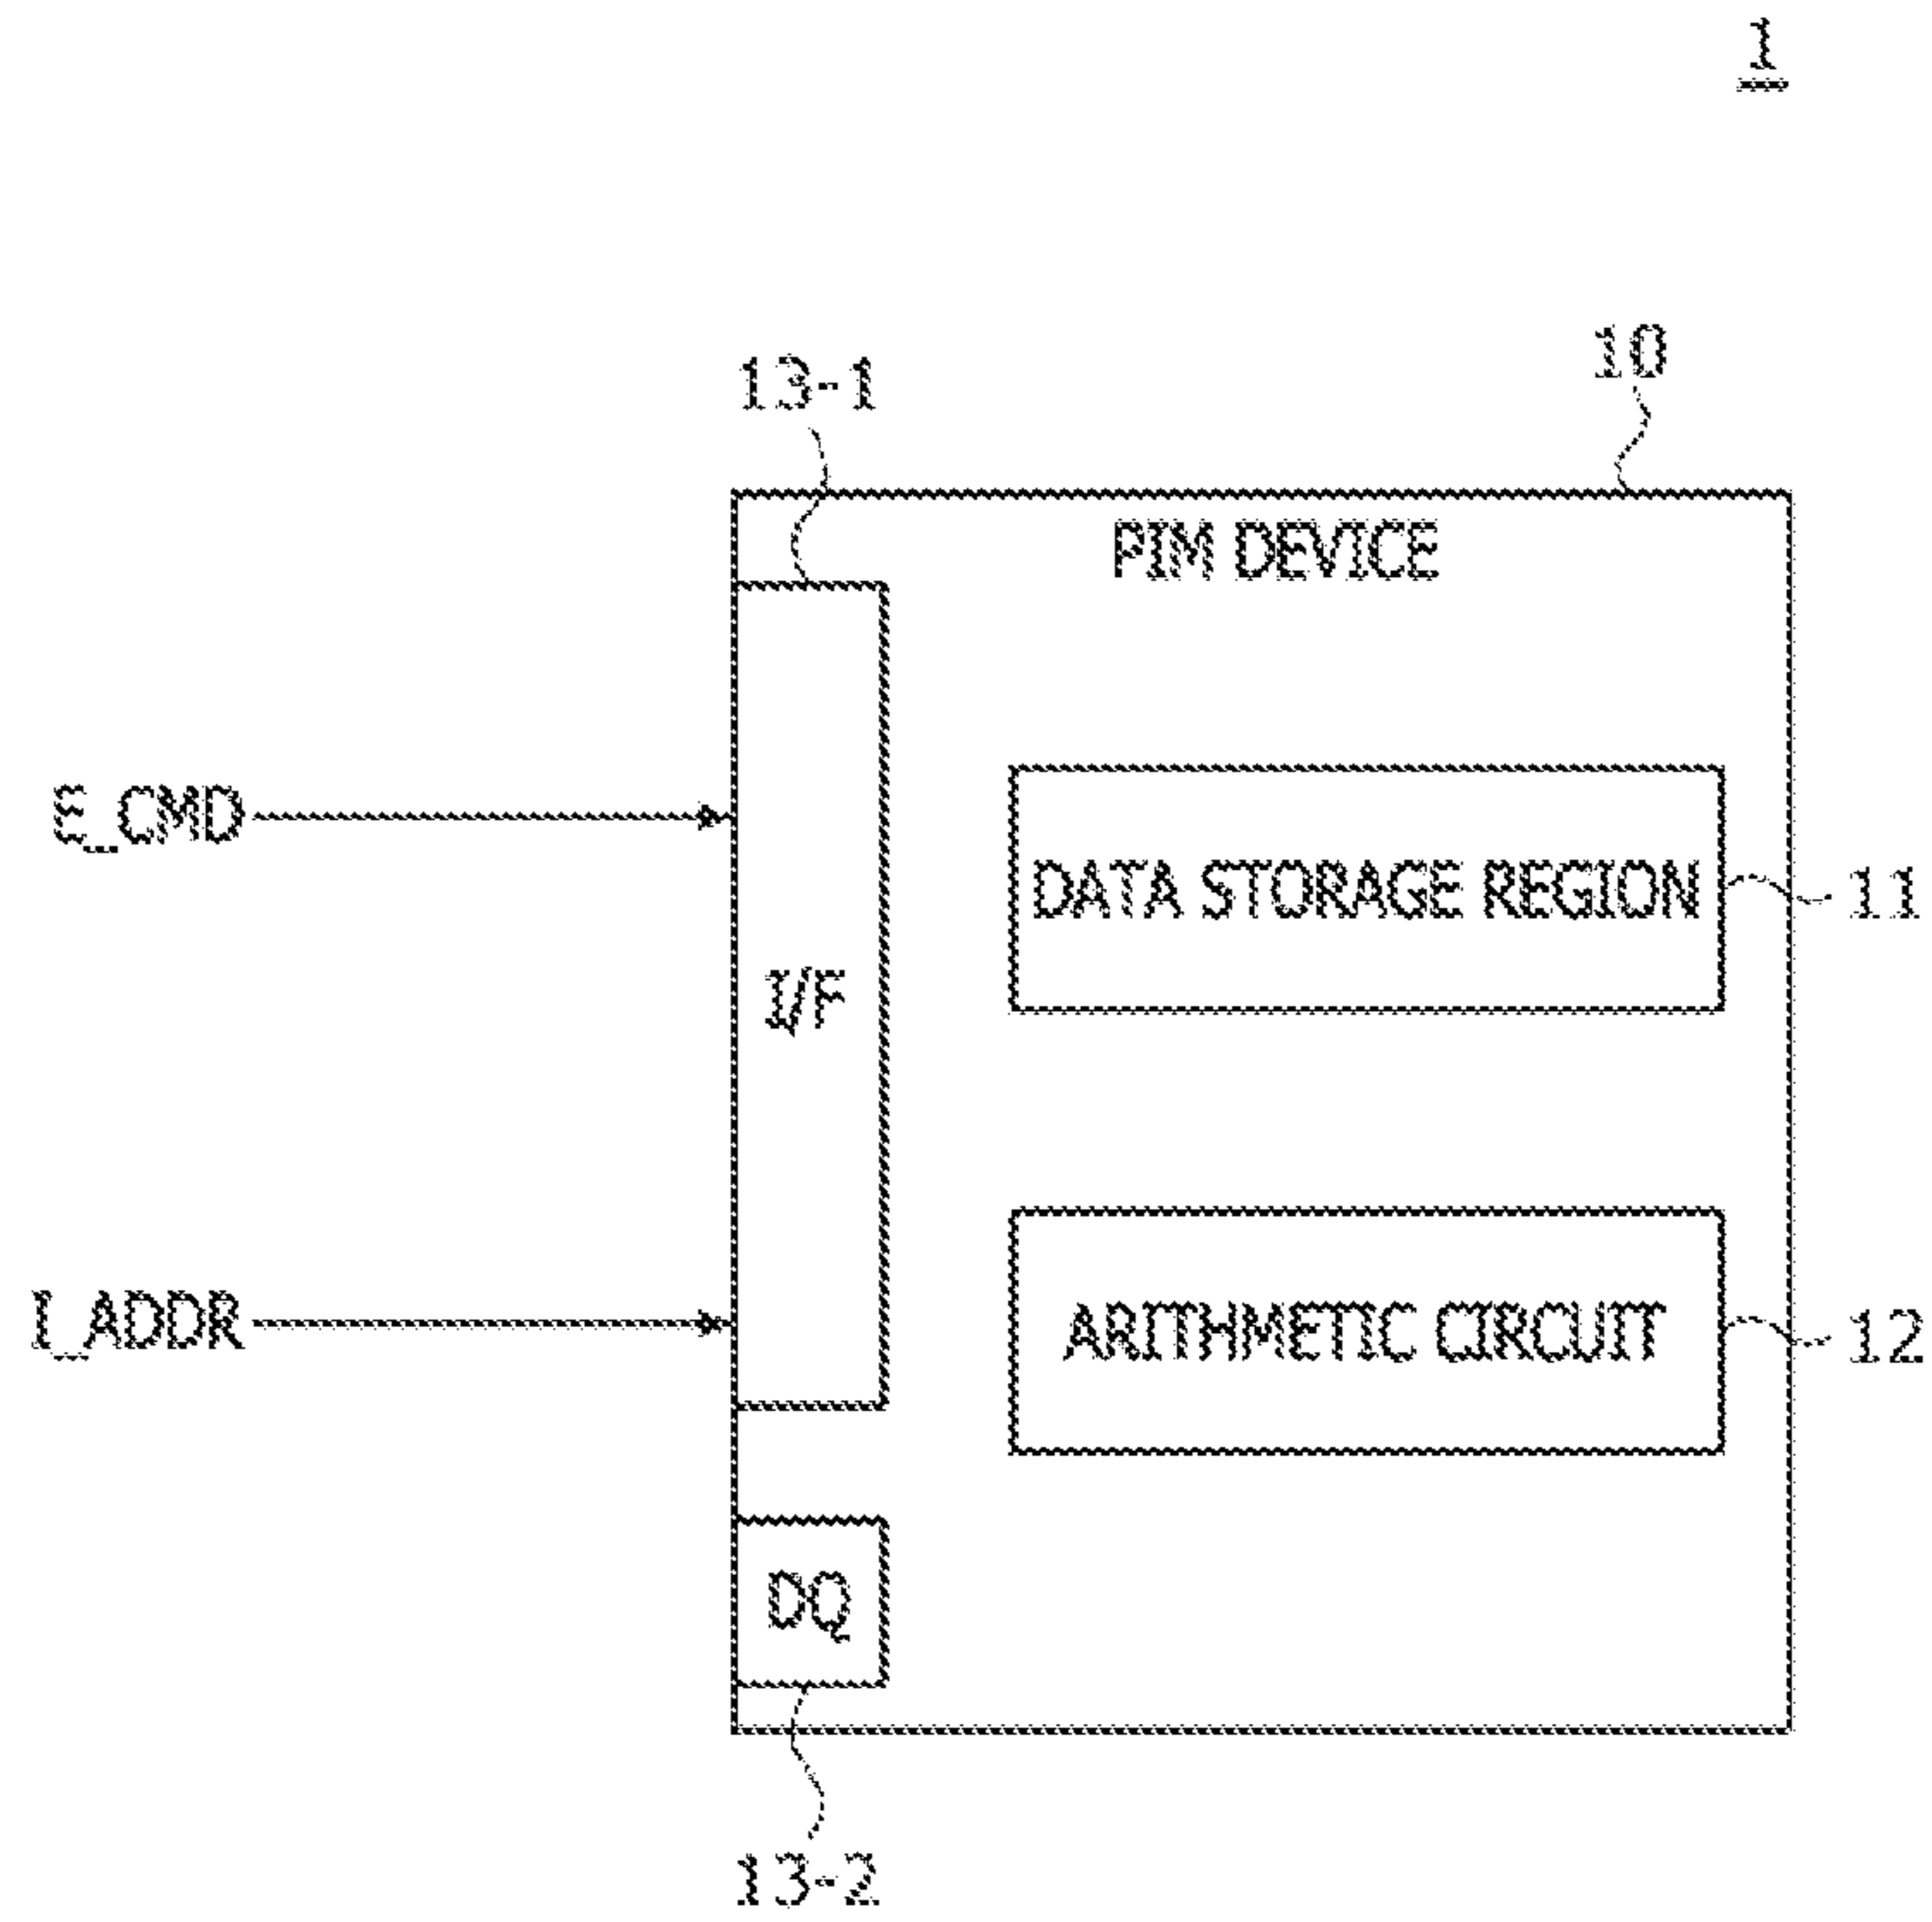 1
10
13-1
PIM DEVICE
E_CMD
DATA STORAGE REGION
11
I/F
I_ADDR
ARITHMETIC CIRCUIT
12
DQ
13-2